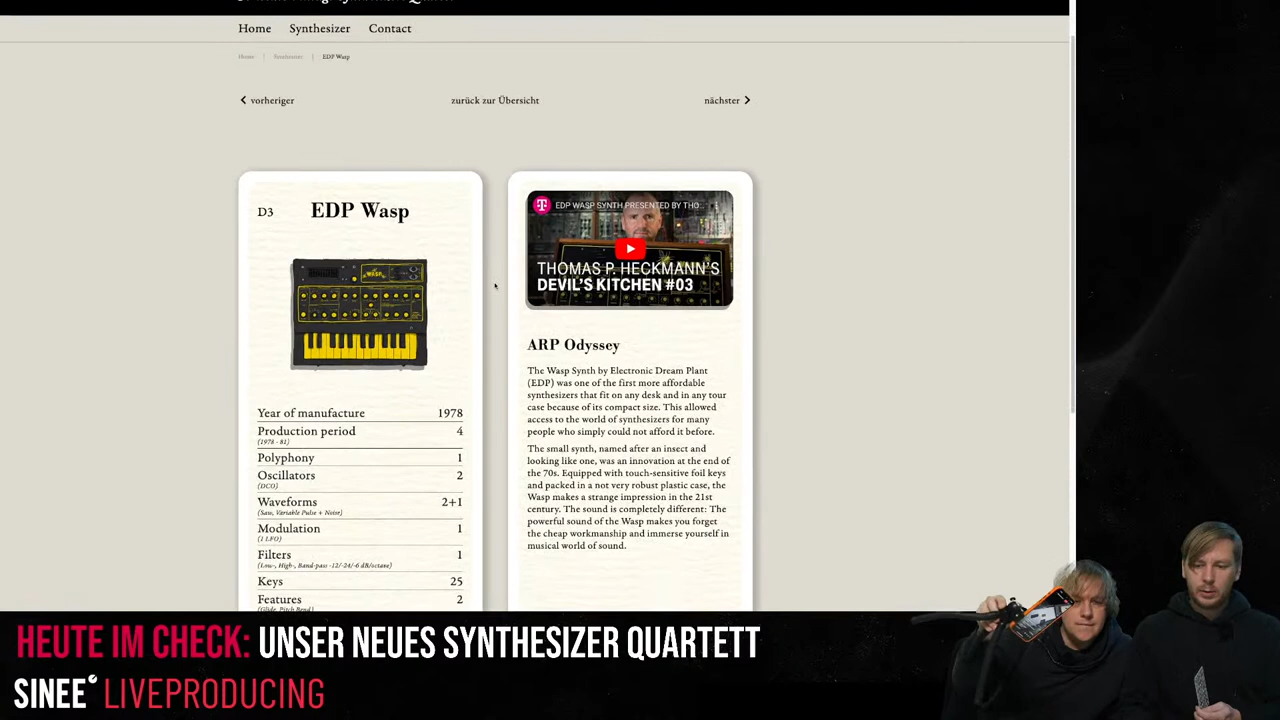 Home Synthesizer Contact
Home | Synthesizer | EDP Wasp
vorheriger
zurück zur Übersicht
nächster
D3 EDP Wasp
WASP
Year of manufacture 1978
Production period 4
(1978 - 81)
Polyphony 1
Oscillators 2
(DCO)
Waveforms 2+1
(Saw, Variable Pulse + Noise)
Modulation 1
(1 LFO)
Filters 1
(Low-, High-, Band-pass -12/-24/-6 dB/octave)
Keys 25
Features 2
(Glide, Pitch Bend)
T EDP WASP SYNTH PRESENTED BY THO...
THOMAS P. HECKMANN'S
DEVIL'S KITCHEN #03
ARP Odyssey
The Wasp Synth by Electronic Dream Plant
(EDP) was one of the first more affordable
synthesizers that fit on any desk and in any tour
case because of its compact size. This allowed
access to the world of synthesizers for many
people who simply could not afford it before.
The small synth, named after an insect and
looking like one, was an innovation at the end of
the 70s. Equipped with touch-sensitive foil keys
and packed in a not very robust plastic case, the
Wasp makes a strange impression in the 21st
century. The sound is completely different: The
powerful sound of the Wasp makes you forget
the cheap workmanship and immerse yourself in
musical world of sound.
HEUTE IM CHECK: UNSER NEUES SYNTHESIZER QUARTETT
SINEE LIVEPRODUCING